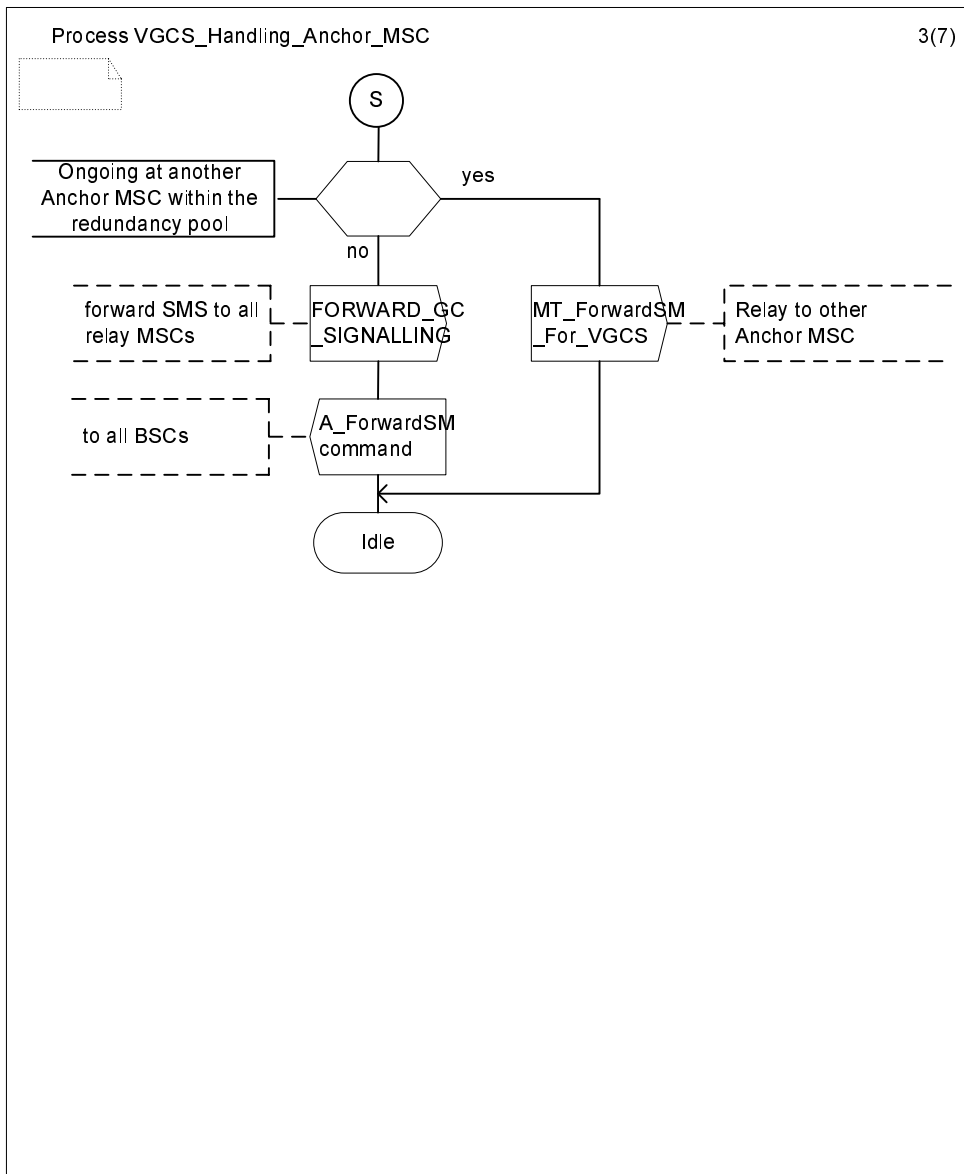 Process VGCS_Handling_Anchor_MSC
3(7)
S
Ongoing at another
Anchor MSC within the
redundancy pool
yes
no
forward SMS to all
relay MSCs
FORWARD_GC
_SIGNALLING
MT_ForwardSM
_For_VGCS
Relay to other
Anchor MSC
to all BSCs
A_ForwardSM
command
Idle